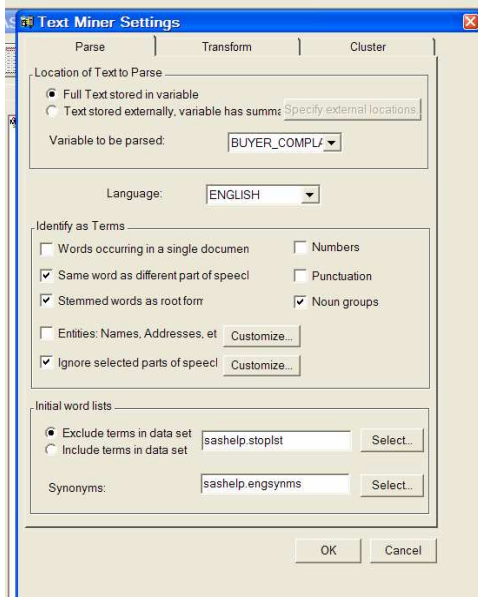 Text Miner Settings
Parse Transform Cluster
Location of Text to Parse
Full Text stored in variable
Text stored externally, variable has summa Specify external locations.
Variable to be parsed: BUYER_COMPLA
Language: ENGLISH
Identify as Terms
Words occurring in a single documen Numbers
Same word as different part of speecl Punctuation
Stemmed words as root form Noun groups
Entities: Names, Addresses, et Customize...
Ignore selected parts of speecl Customize...
Initial word lists
Exclude terms in data set sashelp.stoplst Select...
Include terms in data set
Synonyms: sashelp.engsynms Select...
OK Cancel